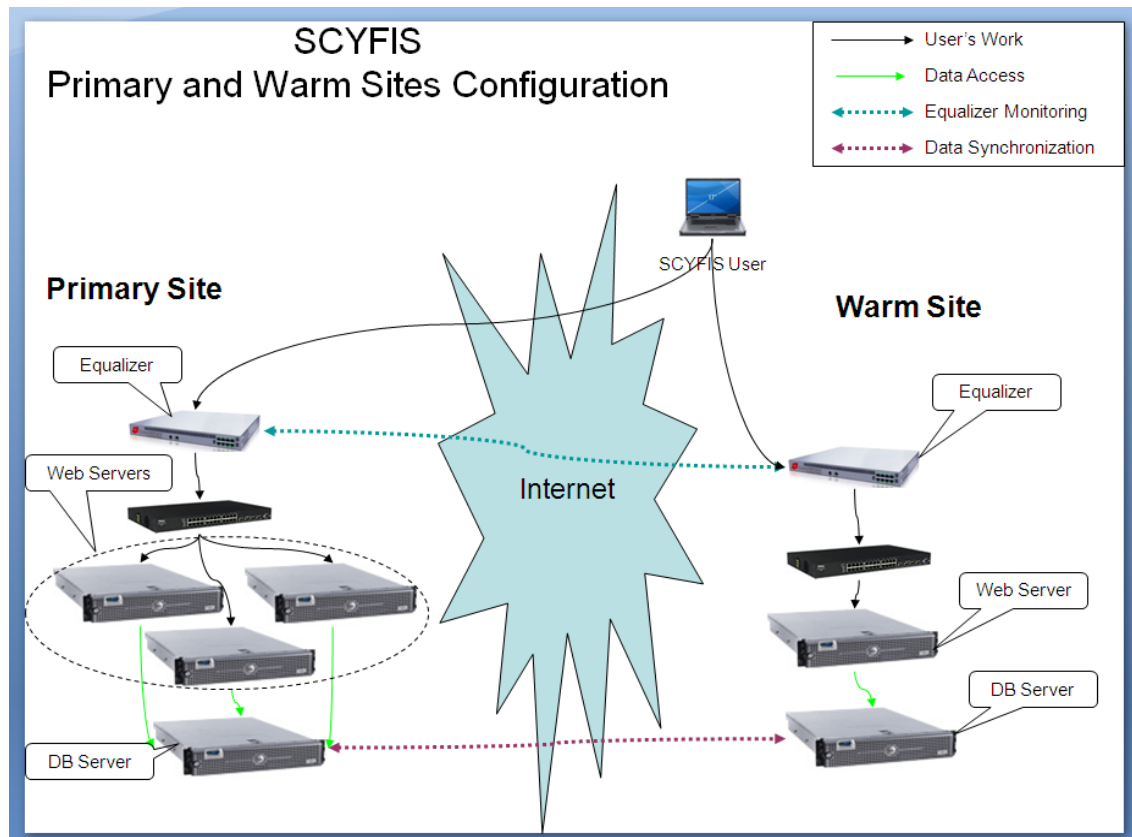 SCYFIS
Primary and Warm Sites Configuration
User's Work
Data Access
Equalizer Monitoring
Data Synchronization
SCYFIS User
Primary Site
Warm Site
Equalizer
Equalizer
Web Servers
Internet
Web Server
DB Server
DB Server